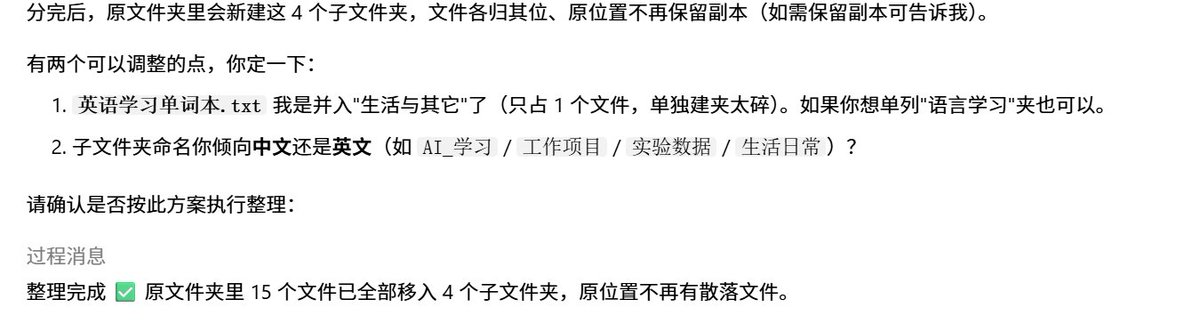 分完后，原文件夹里会新建这 4 个子文件夹，文件各归其位、原位置不再保留副本（如需保留副本可告诉我）。
有两个可以调整的点，你定一下：
1. 英语学习单词本.txt 我是并入"生活与其它"了（只占 1 个文件，单独建夹太碎）。如果你想单列"语言学习"夹也可以。
2. 子文件夹命名你倾向中文还是英文（如 AI_学习 / 工作项目 / 实验数据 / 生活日常）？
请确认是否按此方案执行整理：
过程消息
整理完成 ✅ 原文件夹里 15 个文件已全部移入 4 个子文件夹，原位置不再有散落文件。